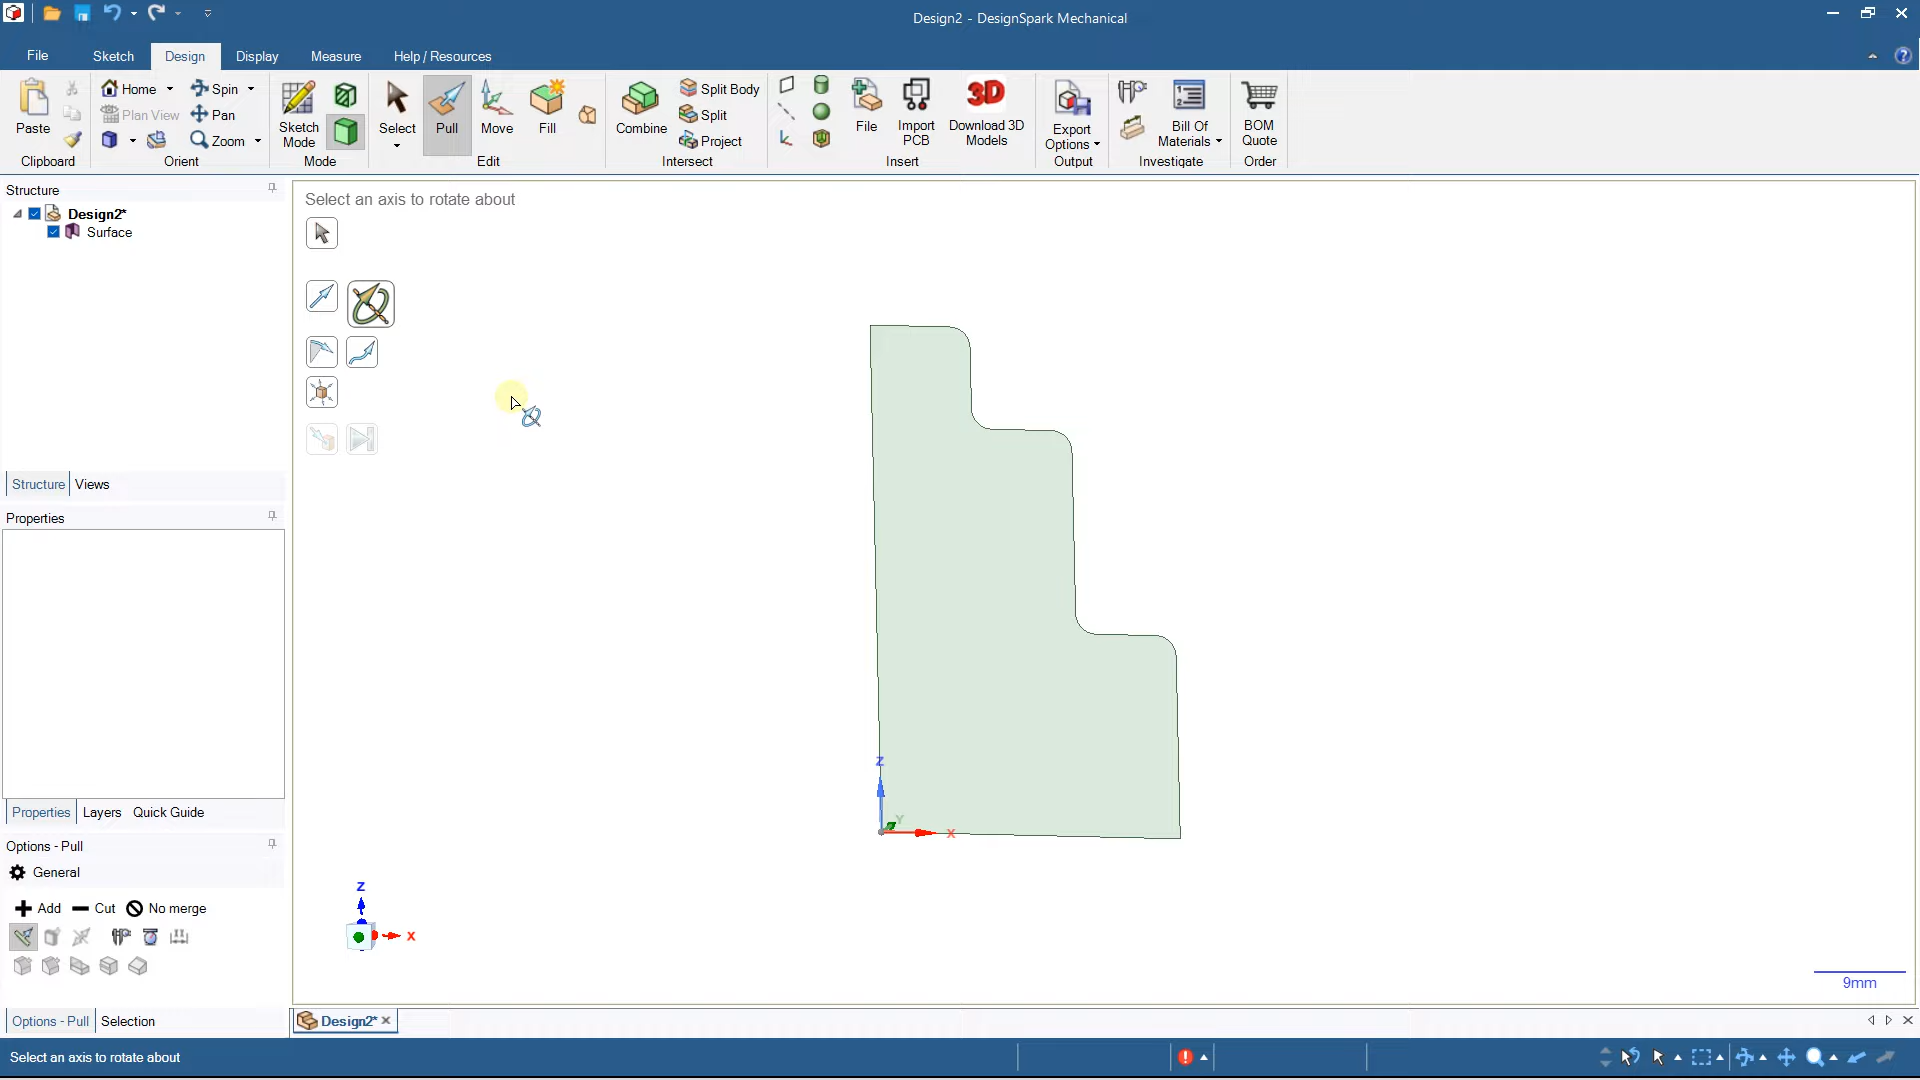 Design2 - DesignSpark Mechanical
File Sketch Design Display Measure Help / Resources
Paste
Clipboard
Home Spin
Plan View Pan
Zoom
Orient
Sketch Mode
Mode
Select Pull Move Fill
Edit
Combine
Split Body
Split
Project
Intersect
File Import PCB Download 3D Models
3D
Insert
Export Options
Output
Bill Of Materials
Investigate
BOM Quote
Order
Structure
Design2*
Surface
Structure Views
Properties
Properties Layers Quick Guide
Options - Pull
General
Add Cut No merge
Options - Pull Selection
Select an axis to rotate about
Z
Y
X
Z
X
9mm
Design2*
Select an axis to rotate about